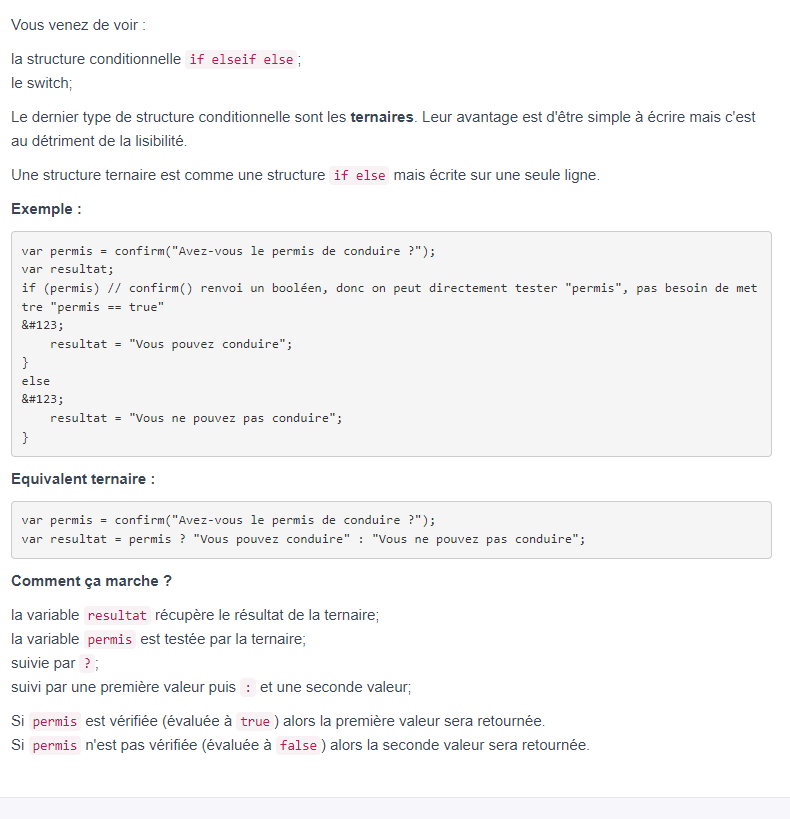 Vous venez de voir :
la structure conditionnelle if elseif else;
le switch;
Le dernier type de structure conditionnelle sont les ternaires. Leur avantage est d'être simple à écrire mais c'est
au détriment de la lisibilité.
Une structure ternaire est comme une structure if else mais écrite sur une seule ligne.
Exemple :
var permis = confirm("Avez-vous le permis de conduire ?");
var resultat;
if (permis) // confirm() renvoi un booléen, donc on peut directement tester "permis", pas besoin de met
tre "permis == true"
&#123;
    resultat = "Vous pouvez conduire";
}
else
&#123;
    resultat = "Vous ne pouvez pas conduire";
}
Equivalent ternaire :
var permis = confirm("Avez-vous le permis de conduire ?");
var resultat = permis ? "Vous pouvez conduire" : "Vous ne pouvez pas conduire";
Comment ça marche ?
la variable resultat récupère le résultat de la ternaire;
la variable permis est testée par la ternaire;
suivie par ?;
suivi par une première valeur puis : et une seconde valeur;
Si permis est vérifiée (évaluée à true) alors la première valeur sera retournée.
Si permis n'est pas vérifiée (évaluée à false) alors la seconde valeur sera retournée.